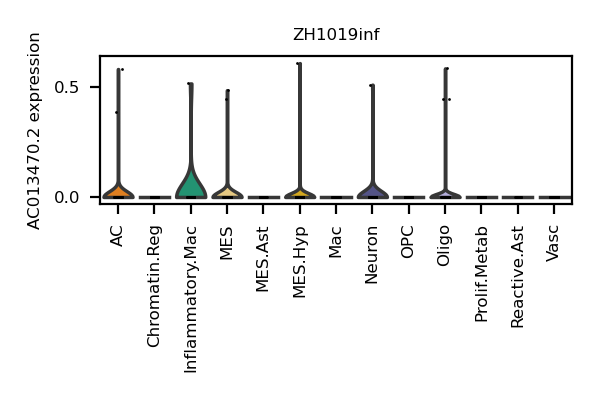 ZH1019inf
AC013470.2 expression
0.5
0.0
AC
Chromatin.Reg
Inflammatory.Mac
MES
MES.Ast
MES.Hyp
Mac
Neuron
OPC
Oligo
Prolif.Metab
Reactive.Ast
Vasc